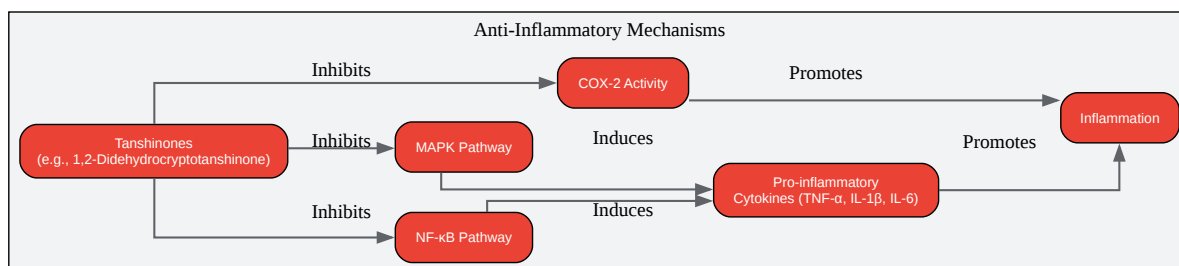 Anti-Inflammatory Mechanisms
Inhibits
COX-2 Activity
Promotes
Inflammation
Tanshinones
(e.g., 1,2-Didehydrocryptotanshinone)
Inhibits
MAPK Pathway
Induces
Promotes
Pro-inflammatory
Cytokines (TNF-α, IL-1β, IL-6)
Inhibits
NF-κB Pathway
Induces